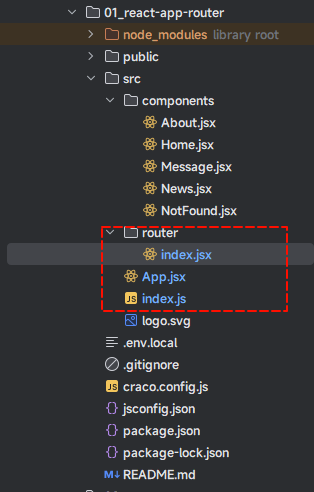 01_react-app-router
node_modules library root
public
src
components
About.jsx
Home.jsx
Message.jsx
News.jsx
NotFound.jsx
router
index.jsx
App.jsx
JS index.js
logo.svg
.env.local
.gitignore
JS craco.config.js
{} jsconfig.json
{} package.json
{} package-lock.json
M↓ README.md